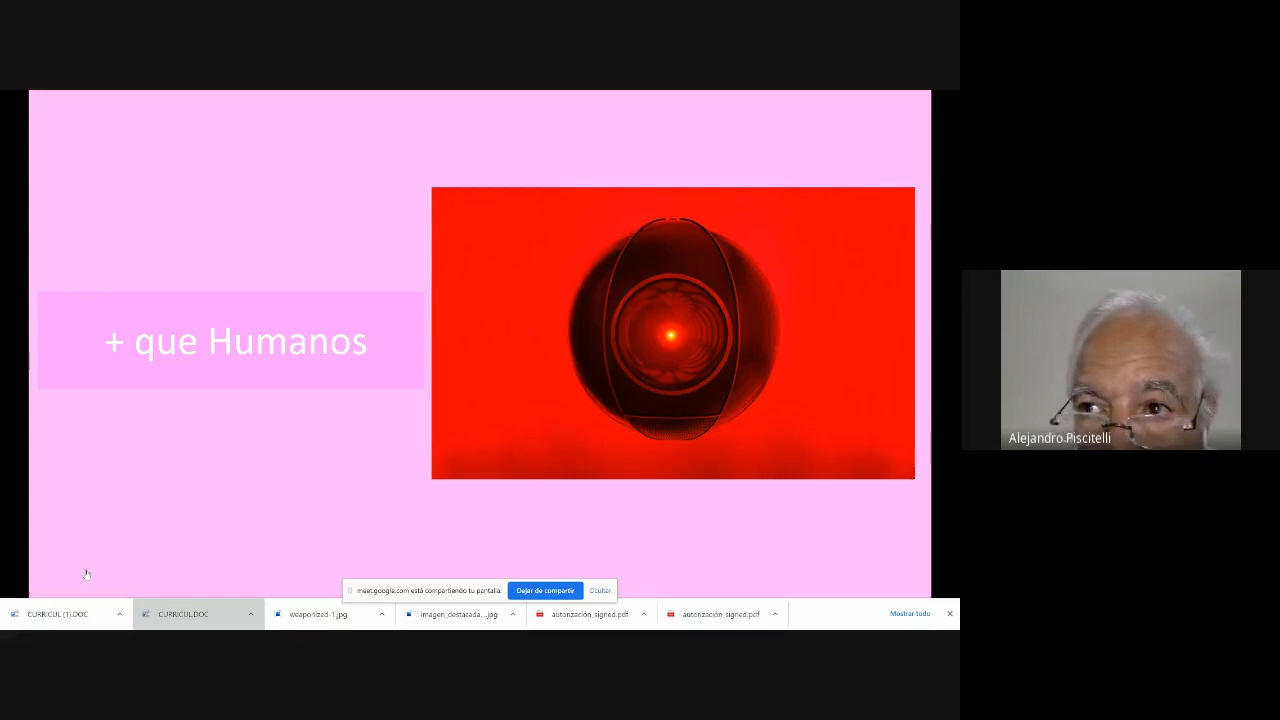 + que Humanos
Alejandro Piscitelli
meet.google.com está compartiendo tu pantalla.
Dejar de compartir
Ocultar
CURRICUL (1).DOC
CURRICUL.DOC
weaponized-1.jpg
imagen_destacada....jpg
autorización_signed.pdf
autorización_signed.pdf
Mostrar todo